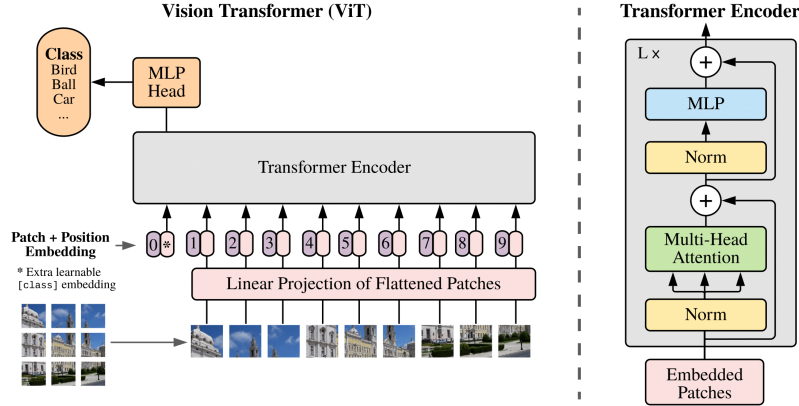 Vision Transformer (ViT)
Class
Bird
Ball
Car
...
MLP
Head
Transformer Encoder
Patch + Position
Embedding
0 * 1 2 3 4 5 6 7 8 9
* Extra learnable
[class] embedding
Linear Projection of Flattened Patches
Transformer Encoder
L ×
+
MLP
Norm
+
Multi-Head
Attention
Norm
Embedded
Patches